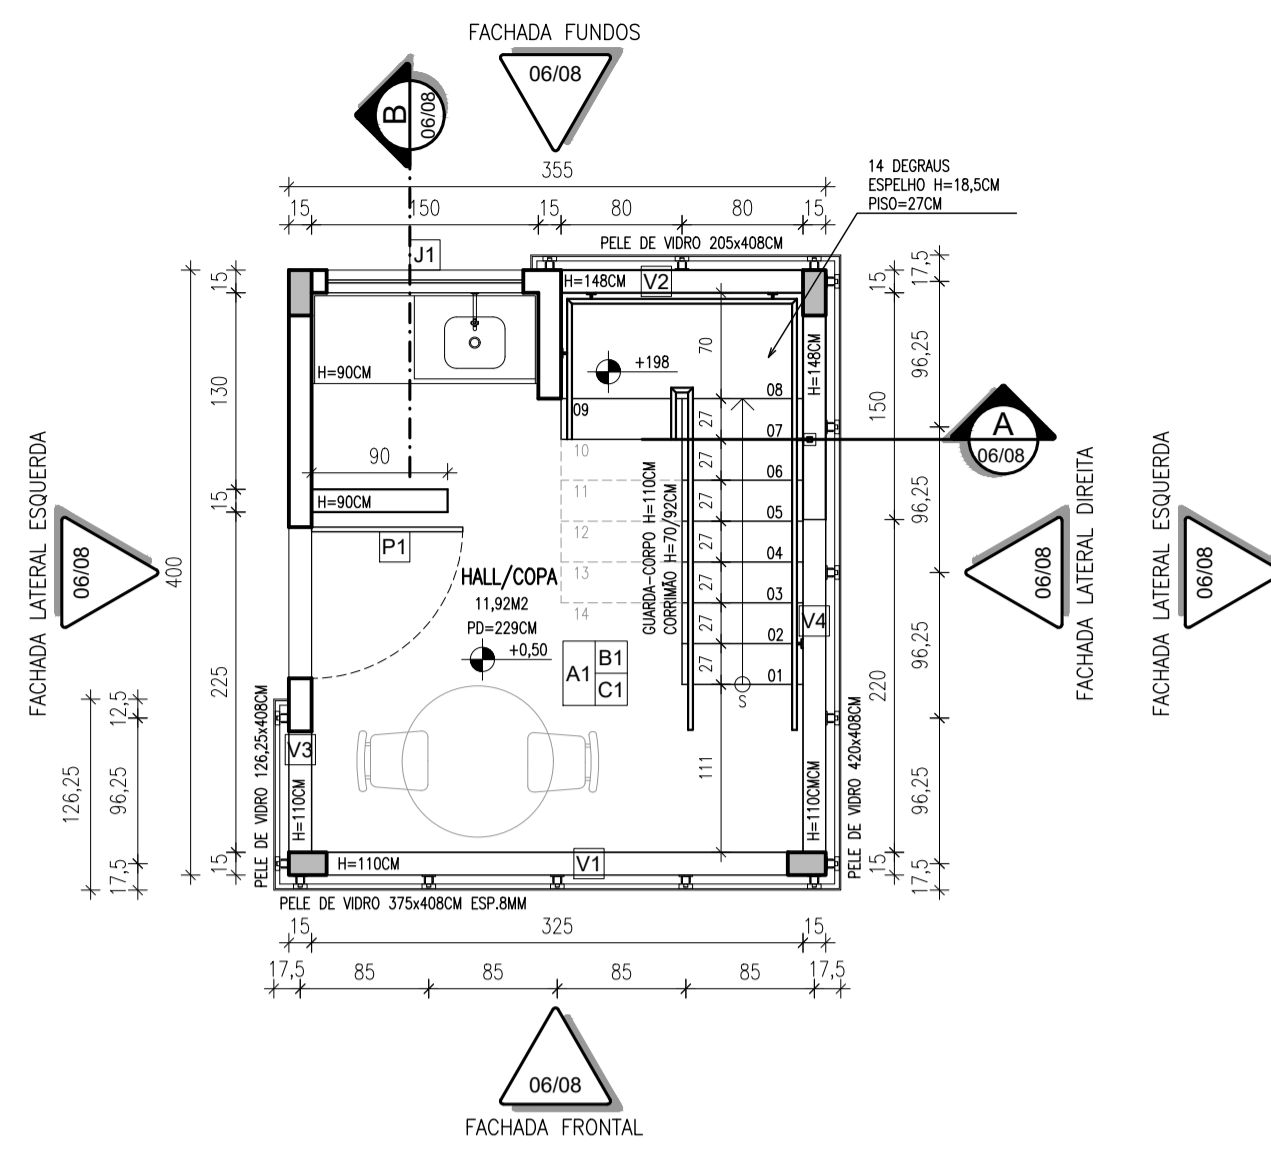 FACHADA FUNDOS
06/08
B
06/08
14 DEGRAUS
ESPELHO H=18,5CM
PISO=27CM
355
15
150
15
80
80
15
PELE DE VIDRO 205x408CM
J1
H=148CM
V2
17,5
15
15
96,25
70
H=148CM
+198
H=90CM
130
08
09
150
27
07
A
06/08
10
90
27
06
11
27
05
12
27
04
13
27
03
14
27
02
27
01
S
GUARDA-CORPO H=110CM
CORRIMÃO H=70/92CM
15
H=90CM
P1
HALL/COPA
11,92M2
PD=229CM
+0,50
A1
B1
C1
V4
96,25
96,25
96,25
17,5
220
15
400
225
15
FACHADA LATERAL ESQUERDA
06/08
06/08
FACHADA LATERAL DIREITA
FACHADA LATERAL ESQUERDA
06/08
126,25
12,5
96,25
17,5
PELE DE VIDRO 126,25x408CM
V3
H=110CM
111
H=110CMCM
PELE DE VIDRO 420x408CM
H=110CM
V1
PELE DE VIDRO 375x408CM ESP.8MM
15
325
15
17,5
85
85
85
85
17,5
06/08
FACHADA FRONTAL